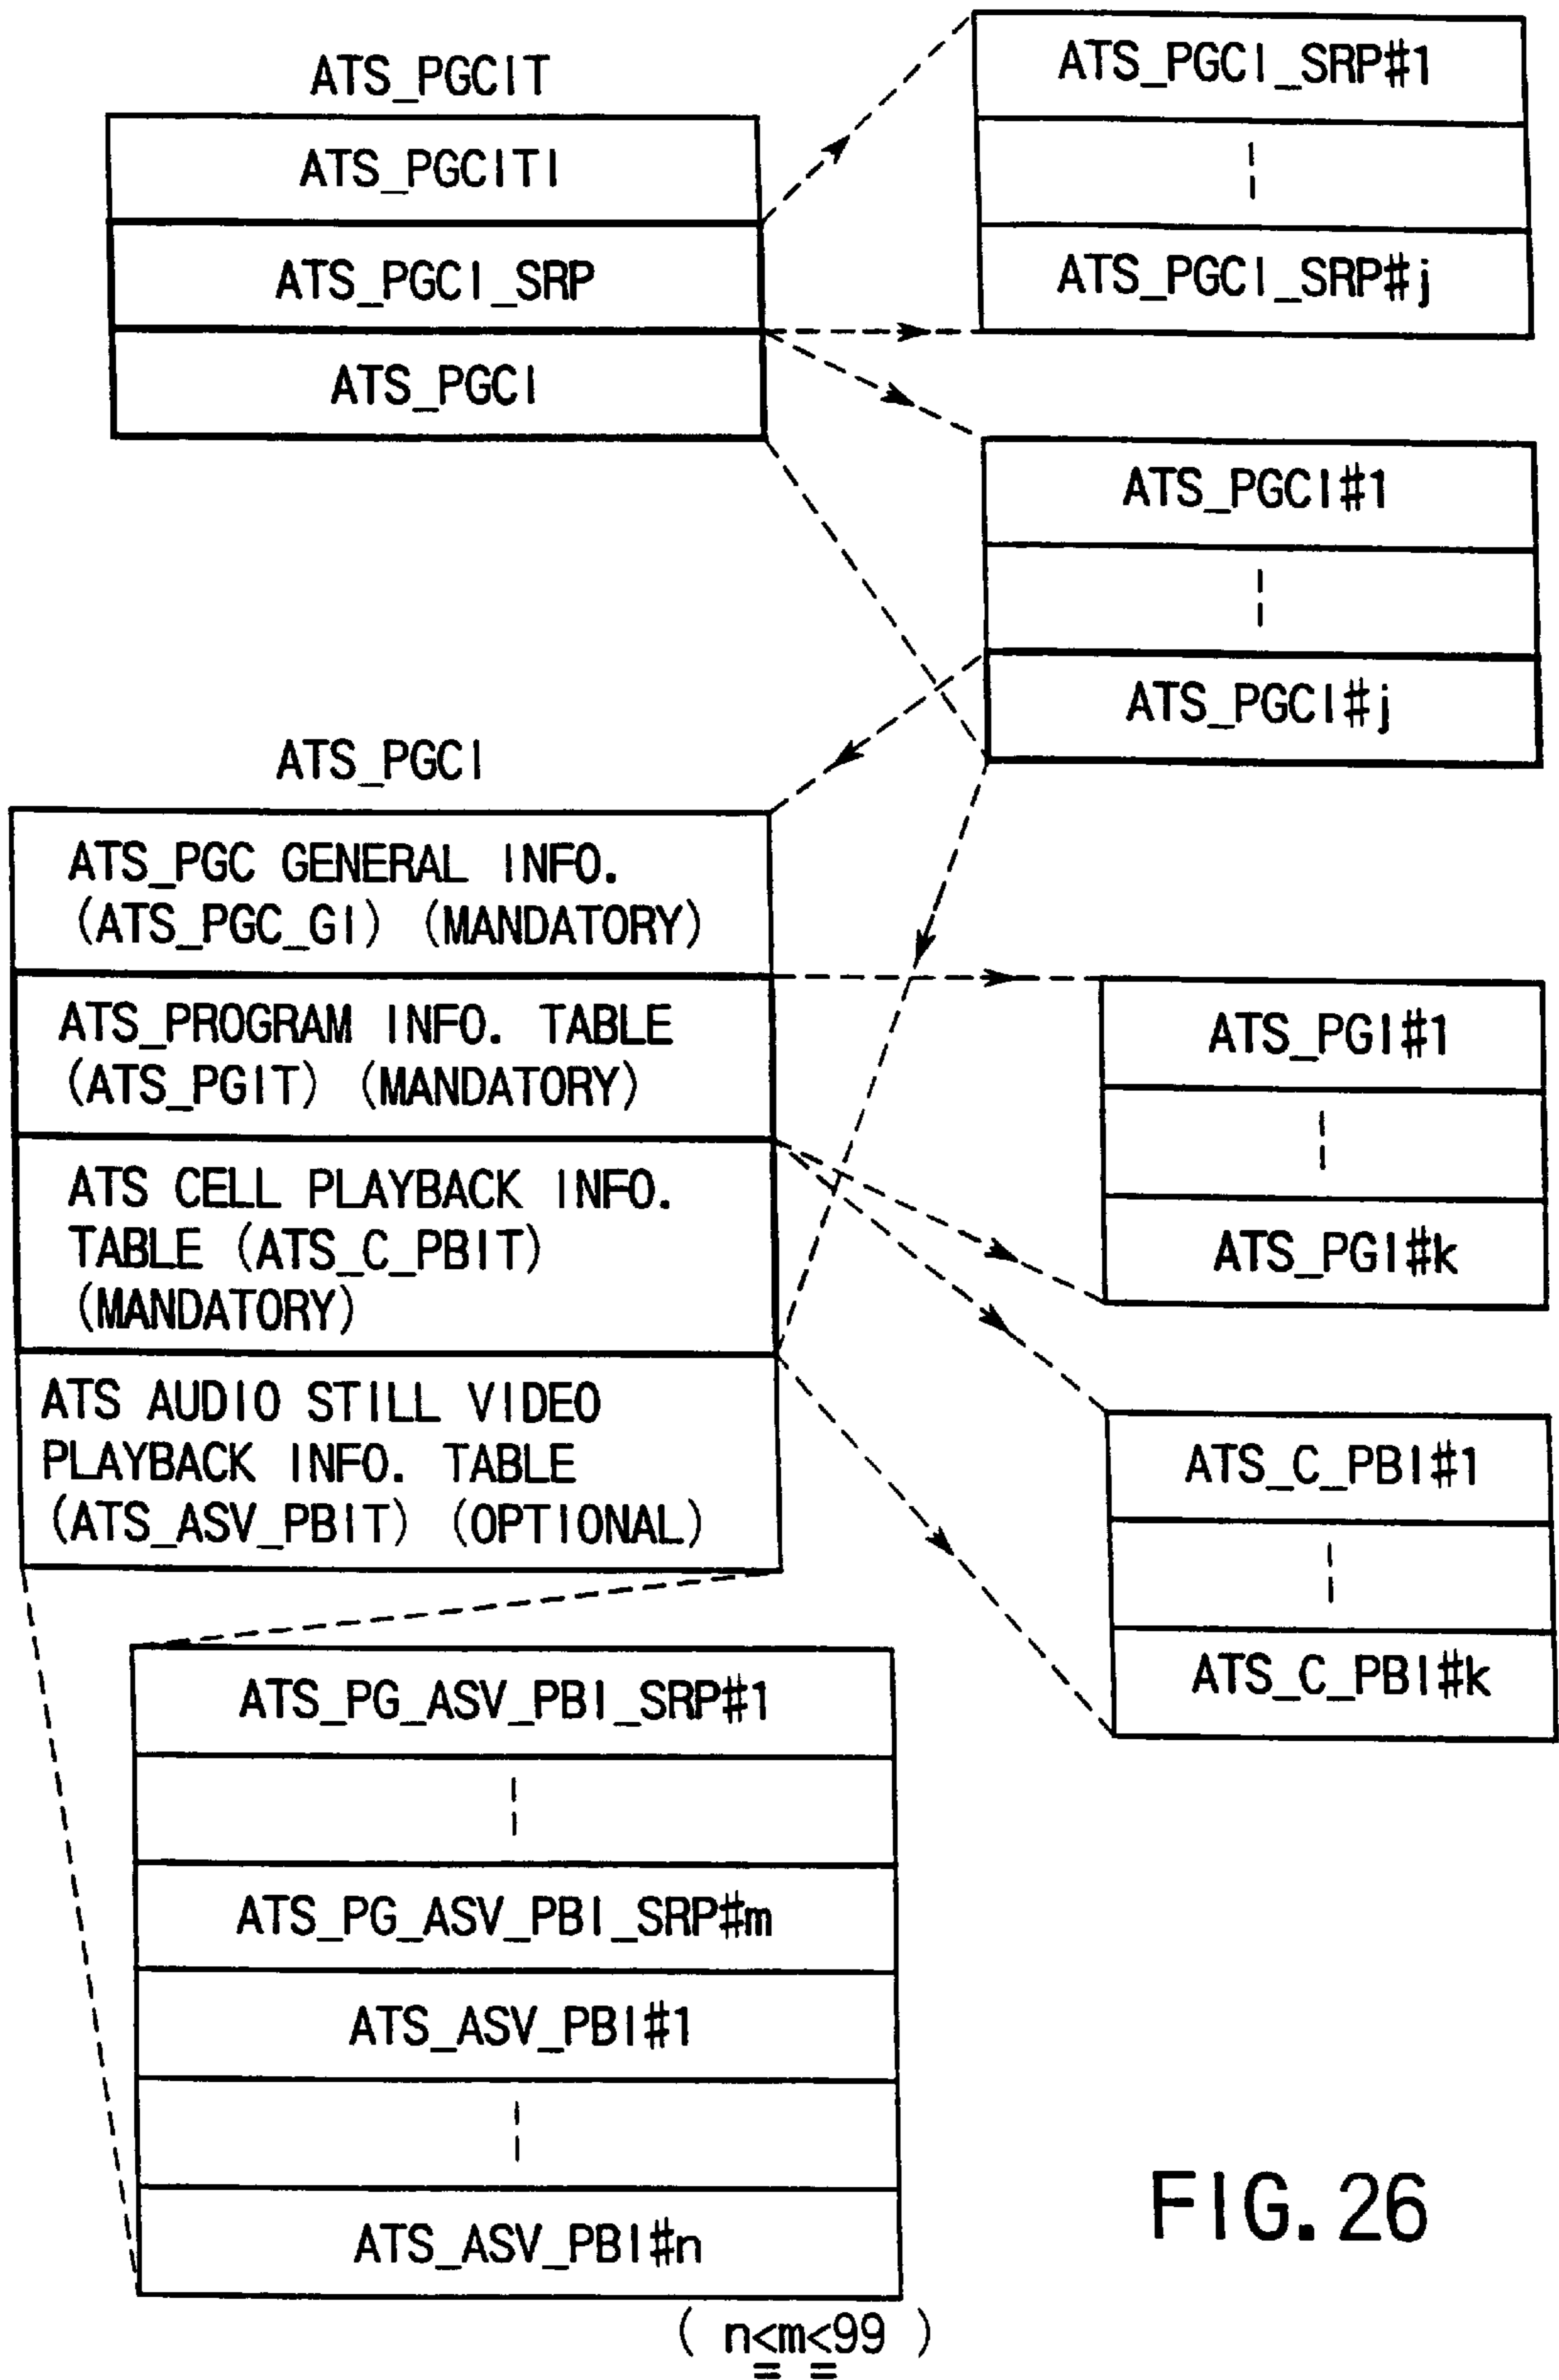 ATS_PGCIT
ATS_PGCITI
ATS_PGCI_SRP
ATS_PGCI
ATS_PGCI_SRP#1
ATS_PGCI_SRP#j
ATS_PGCI#1
ATS_PGCI#j
ATS_PGCI
ATS_PGC GENERAL INFO.
(ATS_PGC_GI) (MANDATORY)
ATS_PROGRAM INFO. TABLE
(ATS_PGIT) (MANDATORY)
ATS CELL PLAYBACK INFO.
TABLE (ATS_C_PBIT)
(MANDATORY)
ATS AUDIO STILL VIDEO
PLAYBACK INFO. TABLE
(ATS_ASV_PBIT) (OPTIONAL)
ATS_PGI#1
ATS_PGI#k
ATS_C_PBI#1
ATS_C_PBI#k
ATS_PG_ASV_PBI_SRP#1
ATS_PG_ASV_PBI_SRP#m
ATS_ASV_PBI#1
ATS_ASV_PBI#n
( n≦m≦99 )
FIG. 26